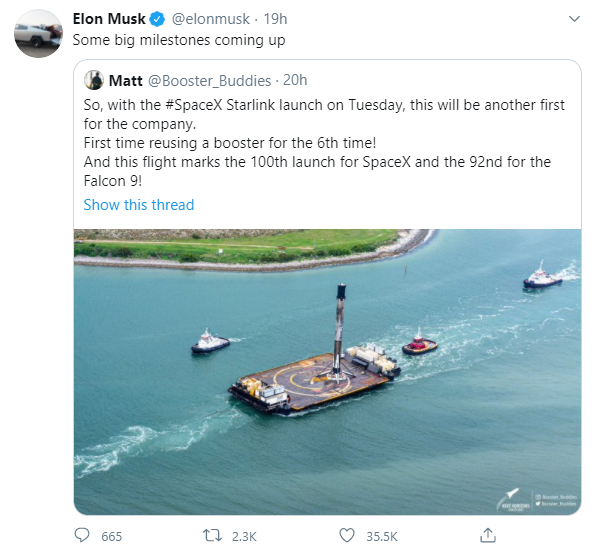 Elon Musk @elonmusk · 19h
Some big milestones coming up
Matt @Booster_Buddies · 20h
So, with the #SpaceX Starlink launch on Tuesday, this will be another first
for the company.
First time reusing a booster for the 6th time!
And this flight marks the 100th launch for SpaceX and the 92nd for the
Falcon 9!
Show this thread
Booster_Buddies
Booster_Buddies
665
2.3K
35.5K